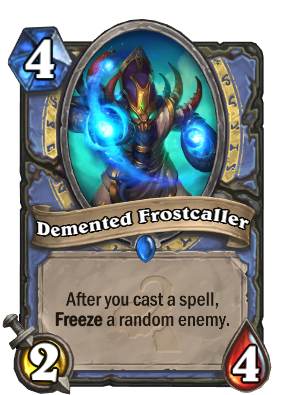 4
Demented Frostcaller
After you cast a spell,
Freeze a random enemy.
2
4